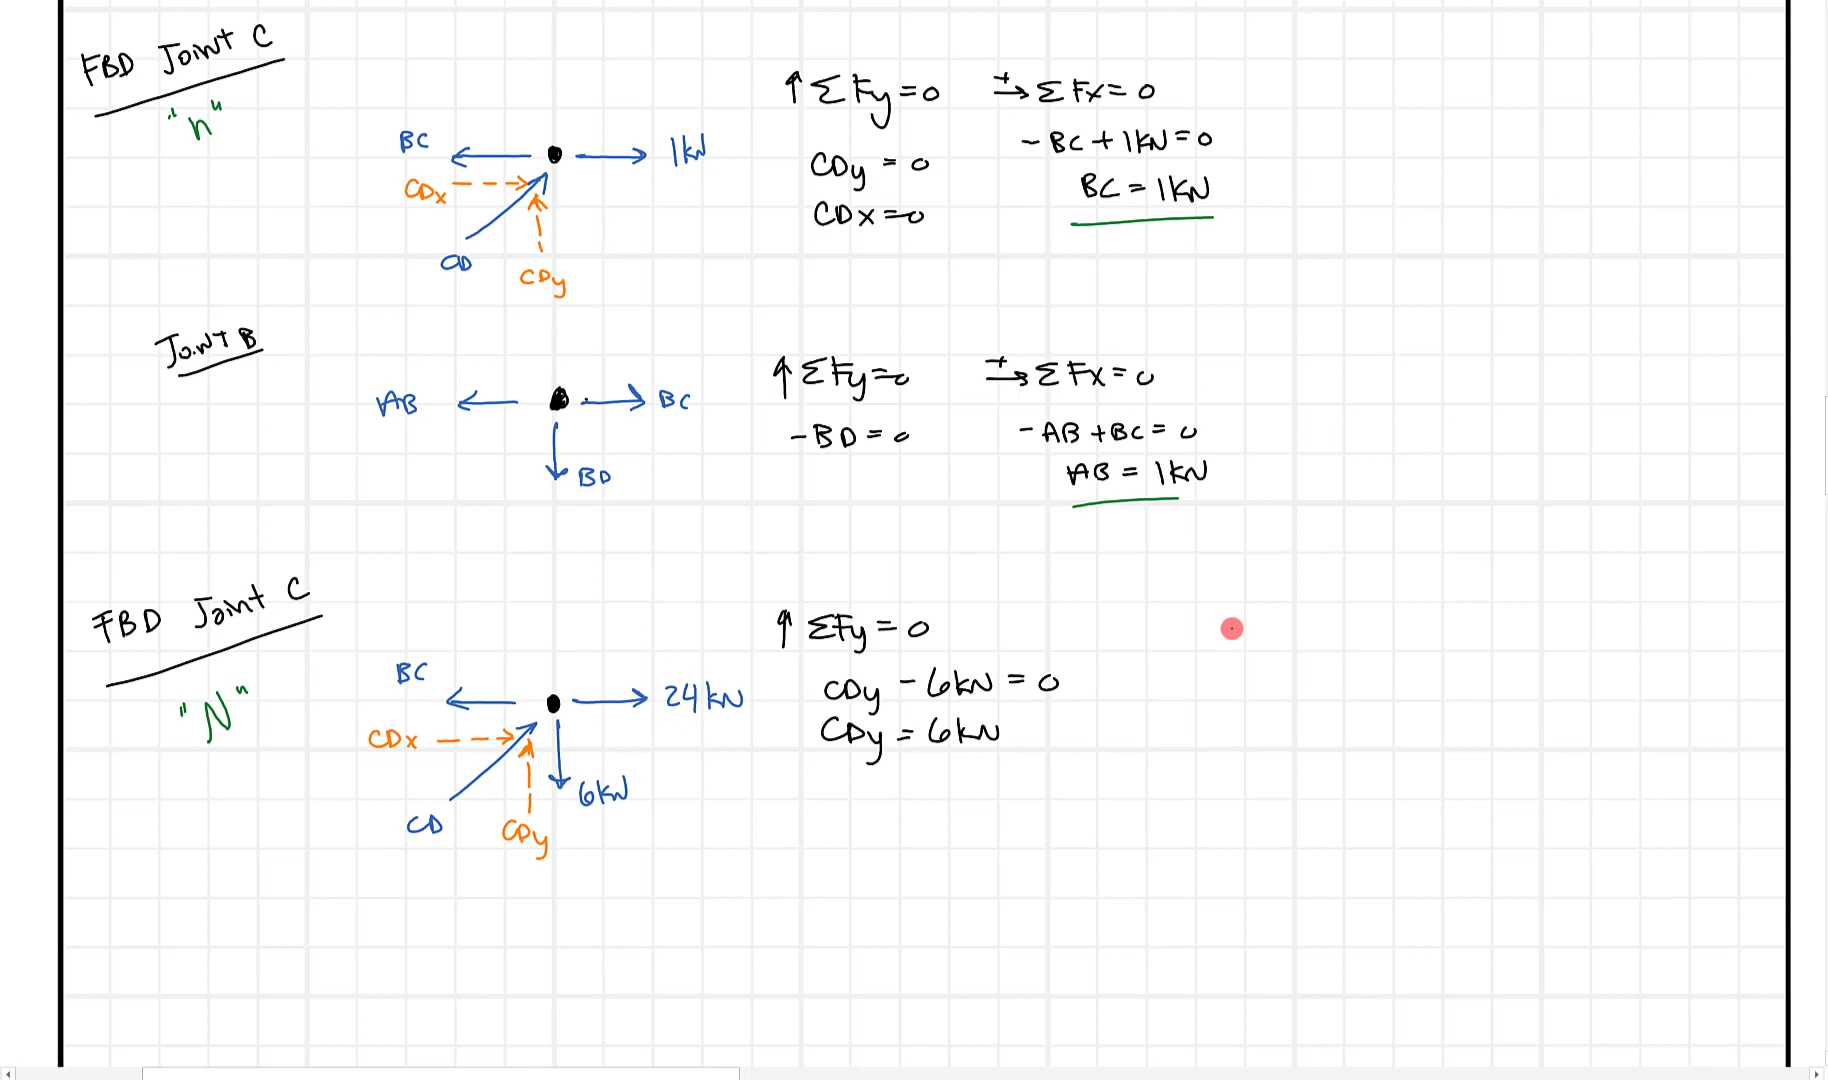 FBD Joint C
"n"
BC
1kN
CDx
CD
CDy
↑ΣFy=0
CDy = 0
CDx=0
+→ΣFx=0
-BC+1kN=0
BC=1kN
Joint B
AB
BC
BD
↑ΣFy=0
-BD=0
+→ΣFx=0
-AB+BC=0
AB=1kN
FBD Joint C
"N"
BC
24kN
CDx
6kN
CD
CDy
↑ΣFy=0
CDy-6kN=0
CDy=6kN